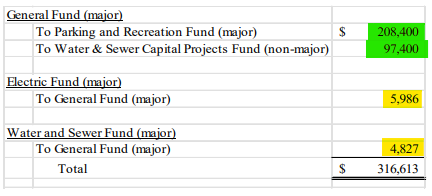 General Fund (major)
To Parking and Recreation Fund (major) $ 208,400
To Water & Sewer Capital Projects Fund (non-major) 97,400
Electric Fund (major)
To General Fund (major) 5,986
Water and Sewer Fund (major)
To General Fund (major) 4,827
Total $ 316,613